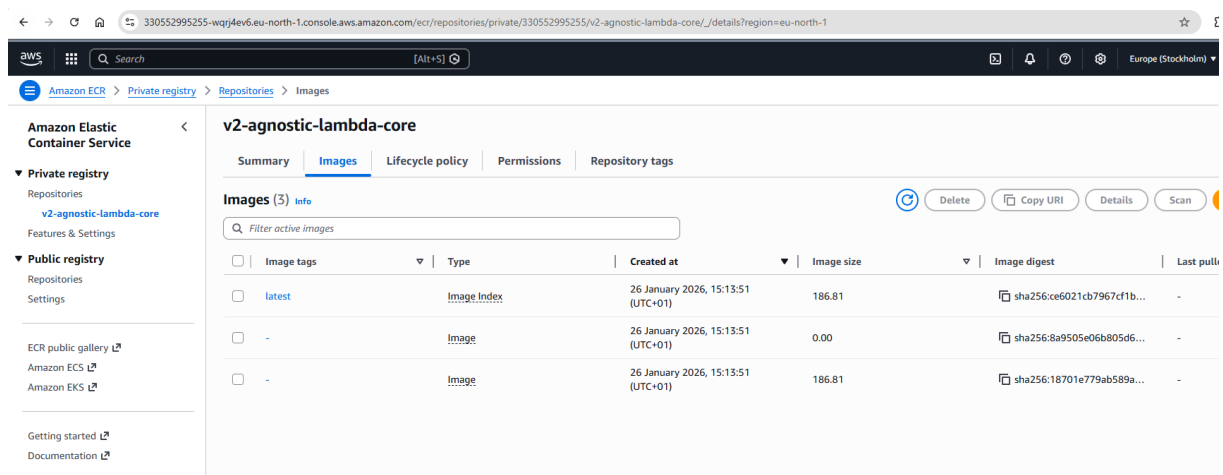 330552995255-wqrj4ev6.eu-north-1.console.aws.amazon.com/ecr/repositories/private/330552995255/v2-agnostic-lambda-core/_/details?region=eu-north-1
aws
Search
[Alt+S]
Europe (Stockholm)
Amazon ECR > Private registry > Repositories > Images
Amazon Elastic
Container Service
Private registry
Repositories
v2-agnostic-lambda-core
Features & Settings
Public registry
Repositories
Settings
ECR public gallery
Amazon ECS
Amazon EKS
Getting started
Documentation
v2-agnostic-lambda-core
Summary Images Lifecycle policy Permissions Repository tags
Images (3) Info
Delete Copy URI Details Scan
Filter active images
Image tags Type Created at Image size Image digest Last pulle
latest Image Index 26 January 2026, 15:13:51 (UTC+01) 186.81 sha256:ce6021cb7967cf1b... -
- Image 26 January 2026, 15:13:51 (UTC+01) 0.00 sha256:8a9505e06b805d6... -
- Image 26 January 2026, 15:13:51 (UTC+01) 186.81 sha256:18701e779ab589a... -